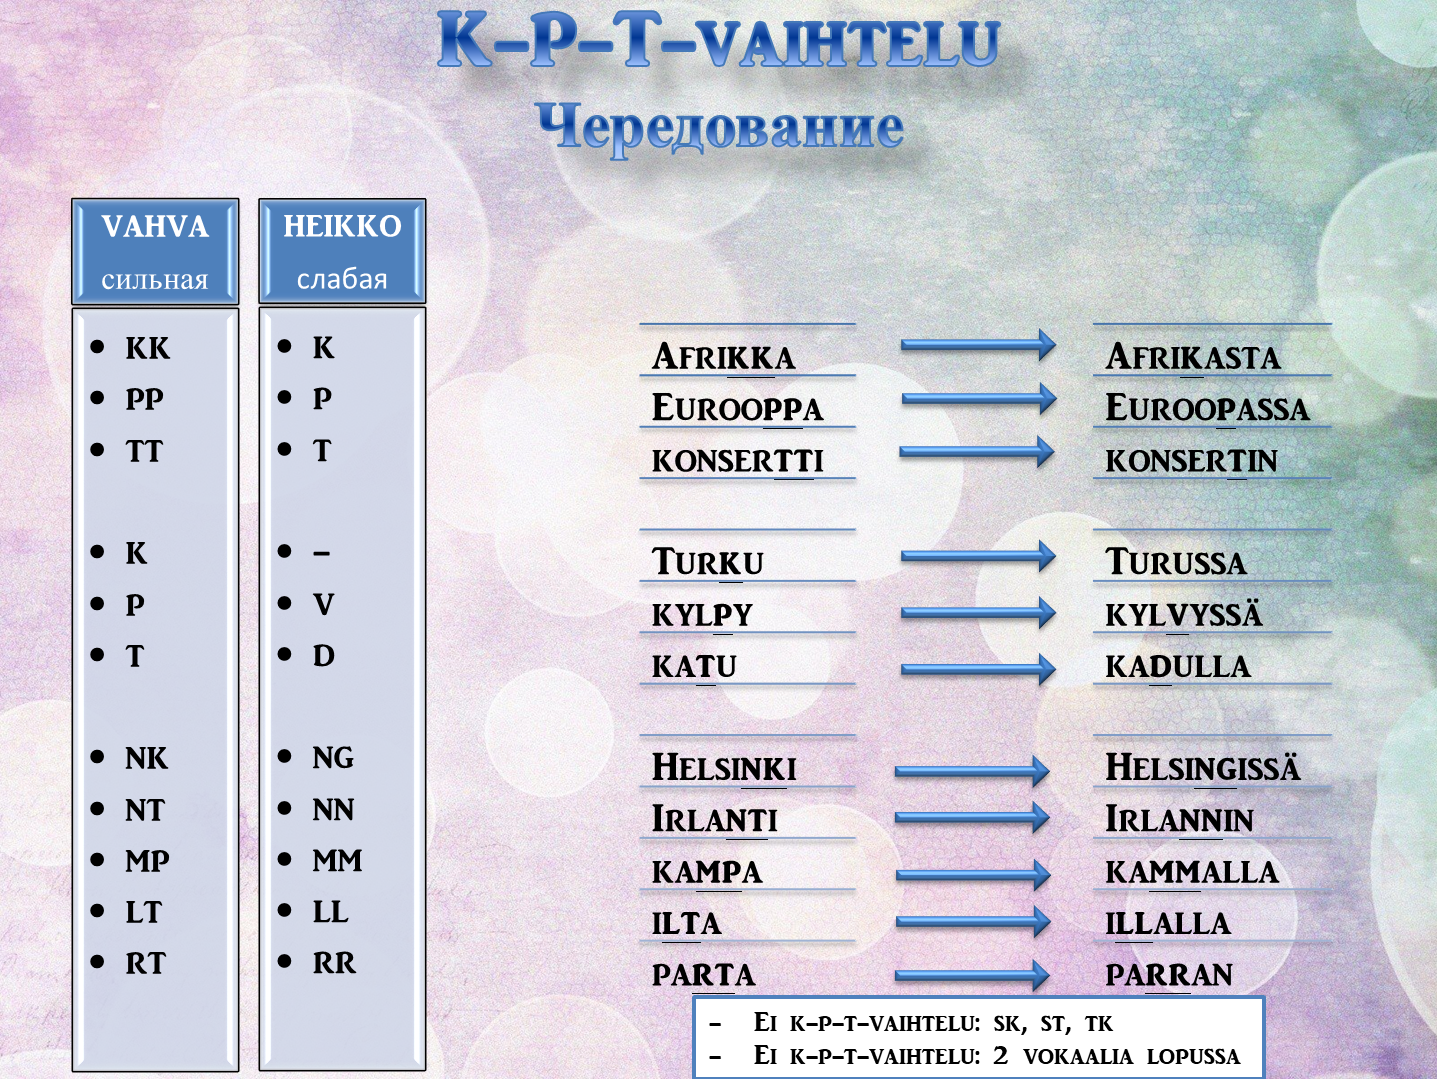 K-P-T-VAIHTELU
Чередование
VAHVA
сильная
HEIKKO
слабая
• KK
• PP
• TT
• K
• P
• T
• NK
• NT
• MP
• LT
• RT
• K
• P
• T
• –
• V
• D
• NG
• NN
• MM
• LL
• RR
AFRIKKA AFRIKASTA
EUROOPPA EUROOPASSA
KONSERTTI KONSERTIN
TURKU TURUSSA
KYLPY KYLVYSSÄ
KATU KADULLA
HELSINKI HELSINGISSÄ
IRLANTI IRLANNIN
KAMPA KAMMALLA
ILTA ILLALLA
PARTA PARRAN
- EI K-P-T-VAIHTELU: SK, ST, TK
- EI K-P-T-VAIHTELU: 2 VOKAALIA LOPUSSA